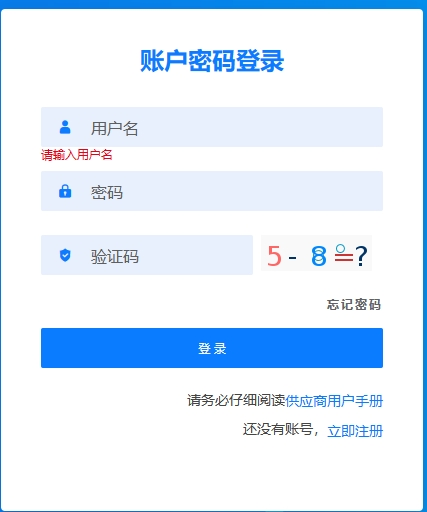 账户密码登录
用户名
请输入用户名
密码
验证码 5 - 8 = ?
忘记密码
登录
请务必仔细阅读供应商用户手册
还没有账号，立即注册